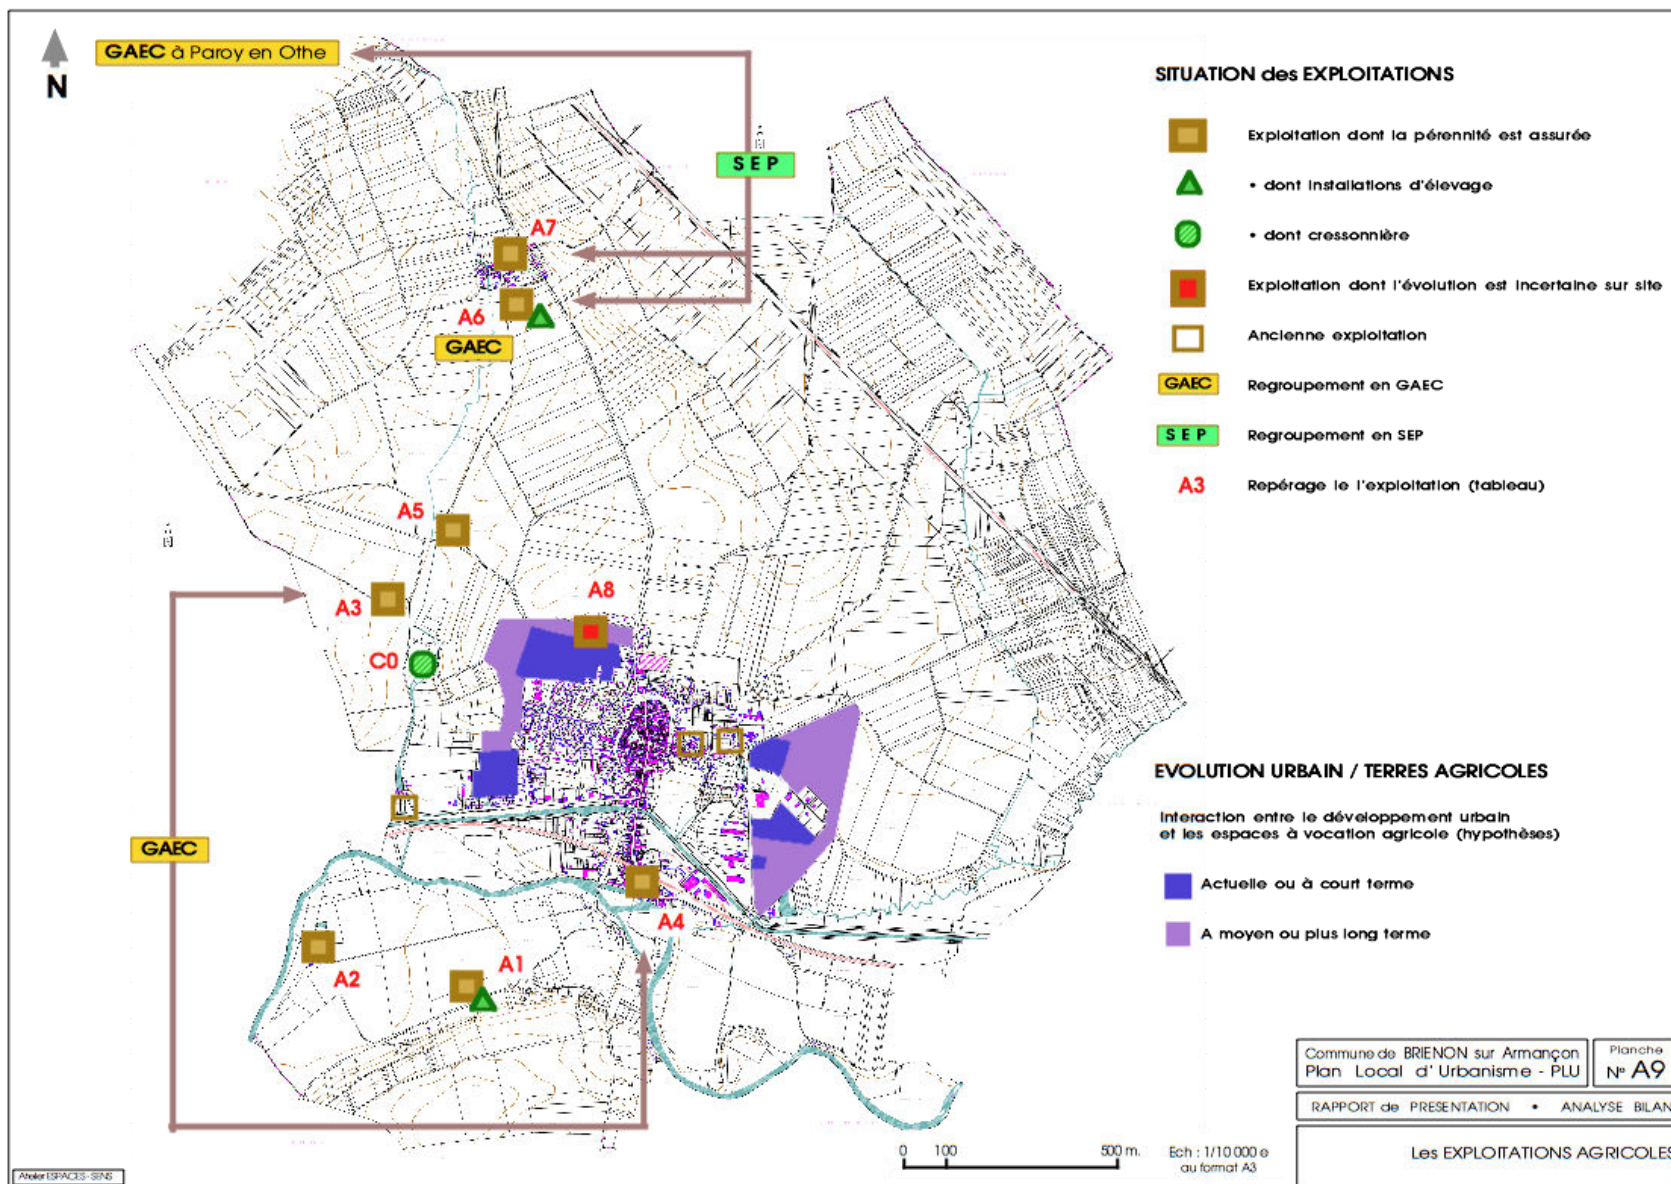 GAEC à Paroy en Othe
N
SEP
A7
A6
GAEC
A5
A3
A8
C0
GAEC
A4
A2
A1
SITUATION des EXPLOITATIONS
Exploitation dont la pérennité est assurée
• dont installations d'élevage
• dont cressonnière
Exploitation dont l'évolution est incertaine sur site
Ancienne exploitation
GAEC Regroupement en GAEC
SEP Regroupement en SEP
A3 Repérage le l'exploitation (tableau)
EVOLUTION URBAIN / TERRES AGRICOLES
Interaction entre le développement urbain
et les espaces à vocation agricole (hypothèses)
Actuelle ou à court terme
A moyen ou plus long terme
Commune de BRIENON sur Armançon
Plan Local d'Urbanisme - PLU
Planche
N° A9
RAPPORT de PRESENTATION • ANALYSE BILAN
Les EXPLOITATIONS AGRICOLES
0 100 500 m.
Ech : 1/10 000 e
au format A3
Atelier ESPACES - SENS